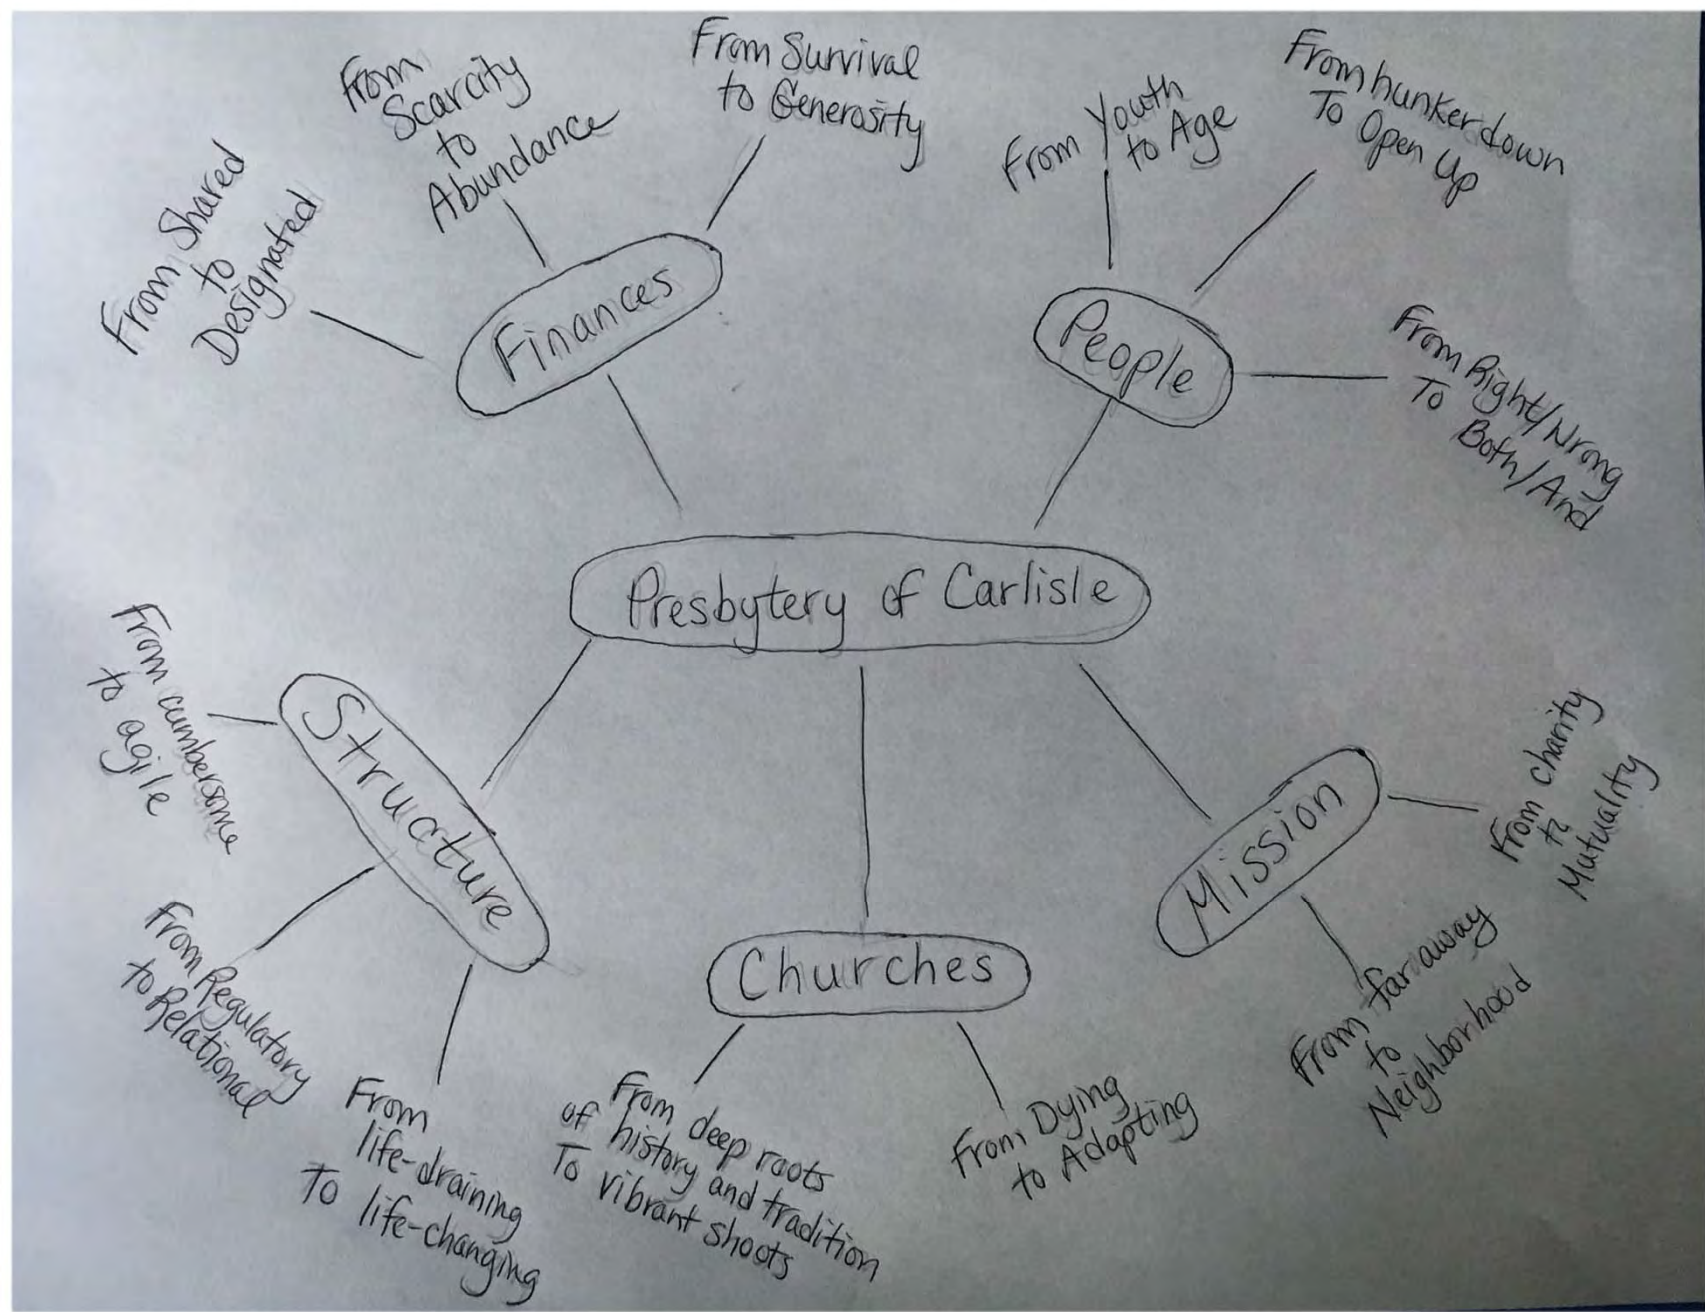 From Shared
to
Designated
From
Scarcity
to
Abundance
From Survival
to Generosity
Finances
From Youth
to Age
From hunker down
To Open Up
From Right/Wrong
To Both/And
People
Presbytery of Carlisle
From cumbersome
to agile
From Regulatory
to Relational
From
life-draining
To life-changing
Structure
Churches
From deep roots
of history and tradition
To vibrant shoots
From Dying
to Adapting
Mission
From charity
to
Mutuality
From far away
to
Neighborhood